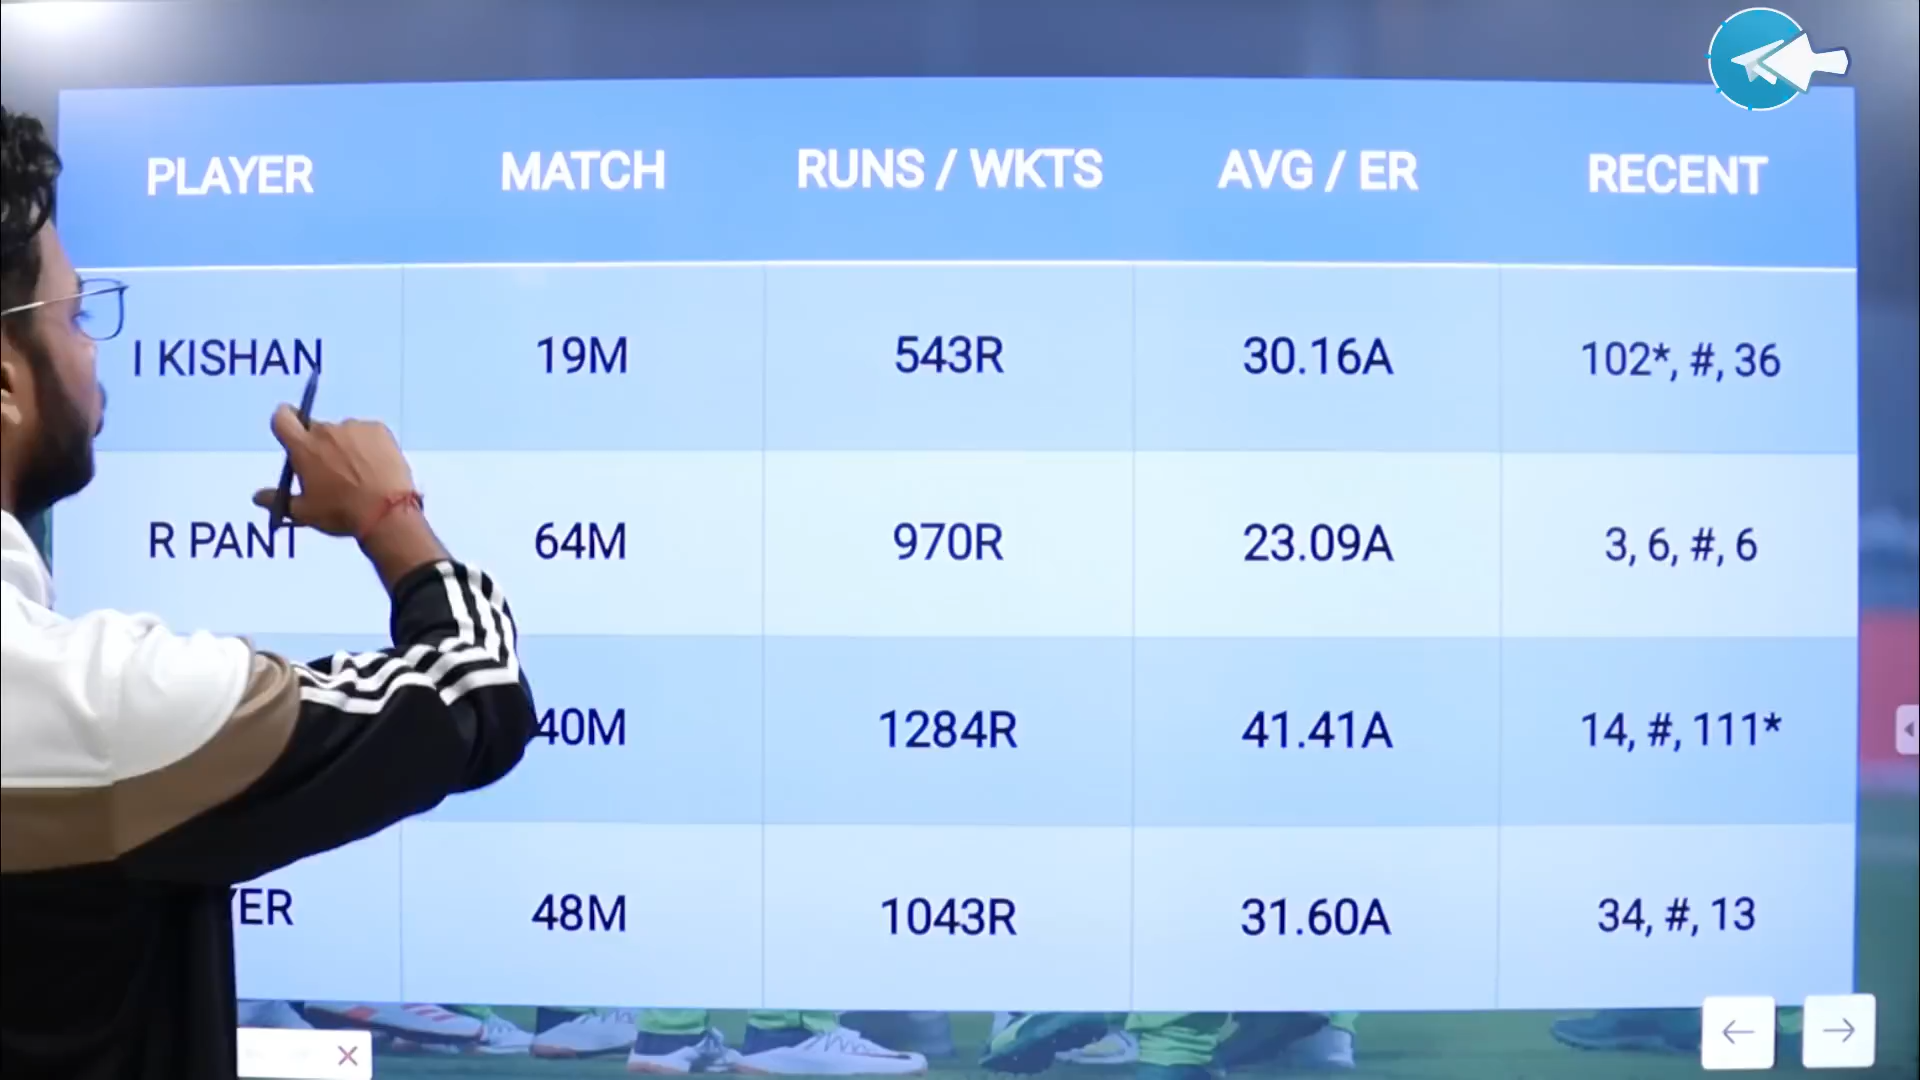 PLAYER MATCH RUNS / WKTS AVG / ER RECENT
I KISHAN 19M 543R 30.16A 102*, #, 36
R PANT 64M 970R 23.09A 3, 6, #, 6
40M 1284R 41.41A 14, #, 111*
YER 48M 1043R 31.60A 34, #, 13